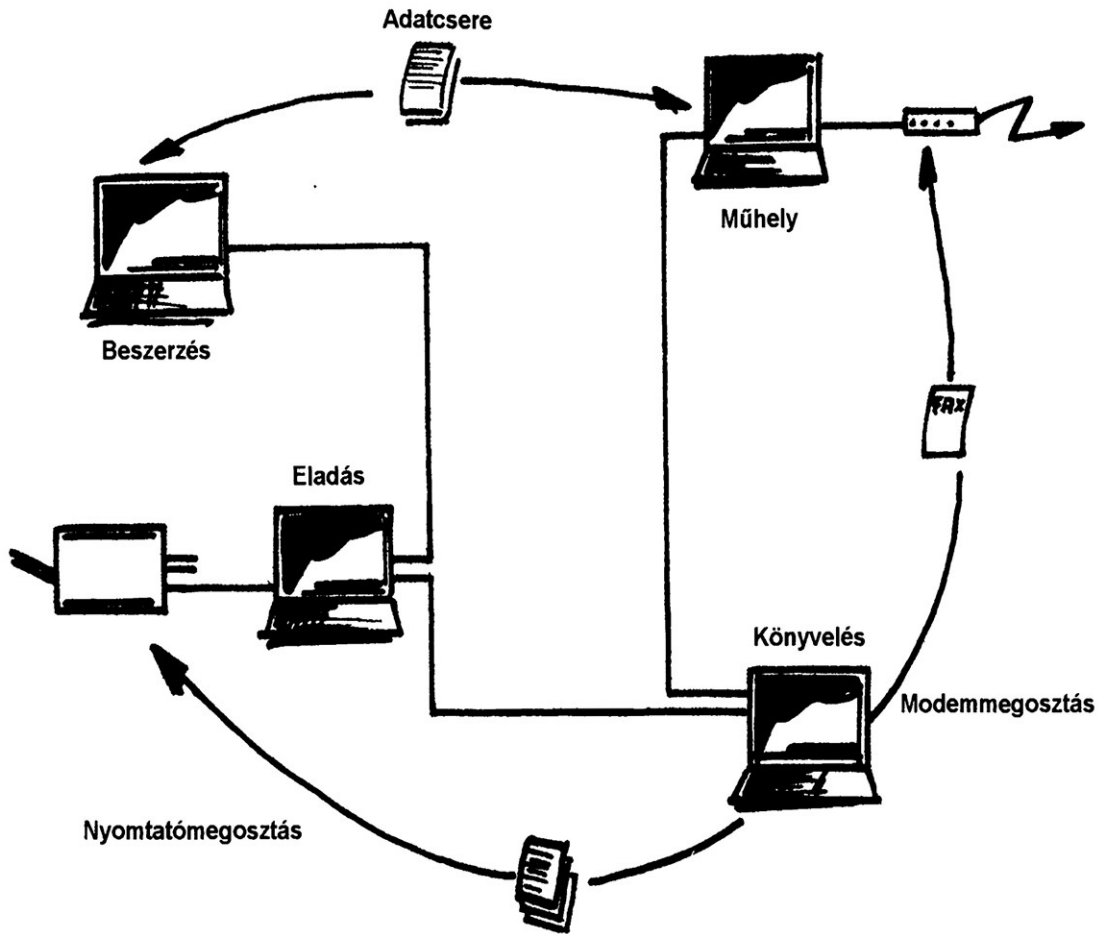 Adatcsere
Műhely
Beszerzés
FAX
Eladás
Könyvelés
Modemmegosztás
Nyomtatómegosztás